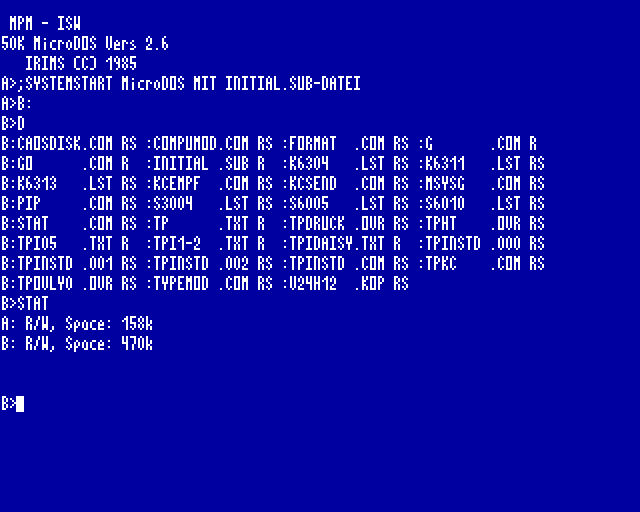 MPM - ISW
50K MicroDOS Vers 2.6
IRIMS (C) 1985
A>;SYSTEMSTART MicroDOS MIT INITIAL.SUB-DATEI
A>B:
B>D
B:CAOSDISK.COM RS :COMPUMOD.COM RS :FORMAT  .COM RS :G       .COM R
B:GO      .COM R  :INITIAL .SUB R  :K6304   .LST RS :K6311   .LST RS
B:K6313   .LST RS :KCEMPF  .COM RS :KCSEND  .COM RS :MSYSG   .COM RS
B:PIP     .COM RS :S3004   .LST RS :S6005   .LST RS :S6010   .LST RS
B:STAT    .COM RS :TP      .TXT R  :TPDRUCK .OVR RS :TPHT    .OVR RS
B:TPI05   .TXT R  :TPI1-2  .TXT R  :TPIDAISY.TXT R  :TPINSTD .000 RS
B:TPINSTD .001 RS :TPINSTD .002 RS :TPINSTD .COM RS :TPKC    .COM RS
B:TPOVLYO .OVR RS :TYPEMOD .COM RS :V24H12  .KOP RS
B>STAT
A: R/W, Space: 158k
B: R/W, Space: 470k
B>